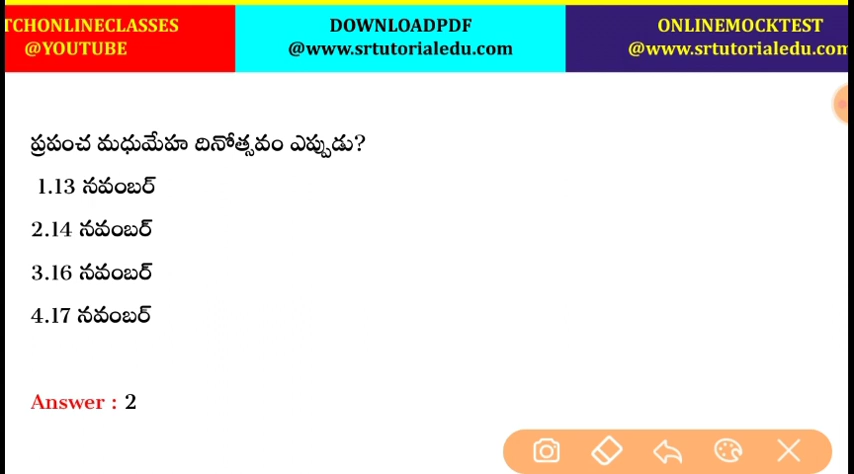 TCHONLINECLASSES
@YOUTUBE
DOWNLOADPDF
@www.srtutorialedu.com
ONLINEMOCKTEST
@www.srtutorialedu.com
ప్రపంచ మధుమేహ దినోత్సవం ఎప్పుడు?
1.13 నవంబర్
2.14 నవంబర్
3.16 నవంబర్
4.17 నవంబర్
Answer : 2